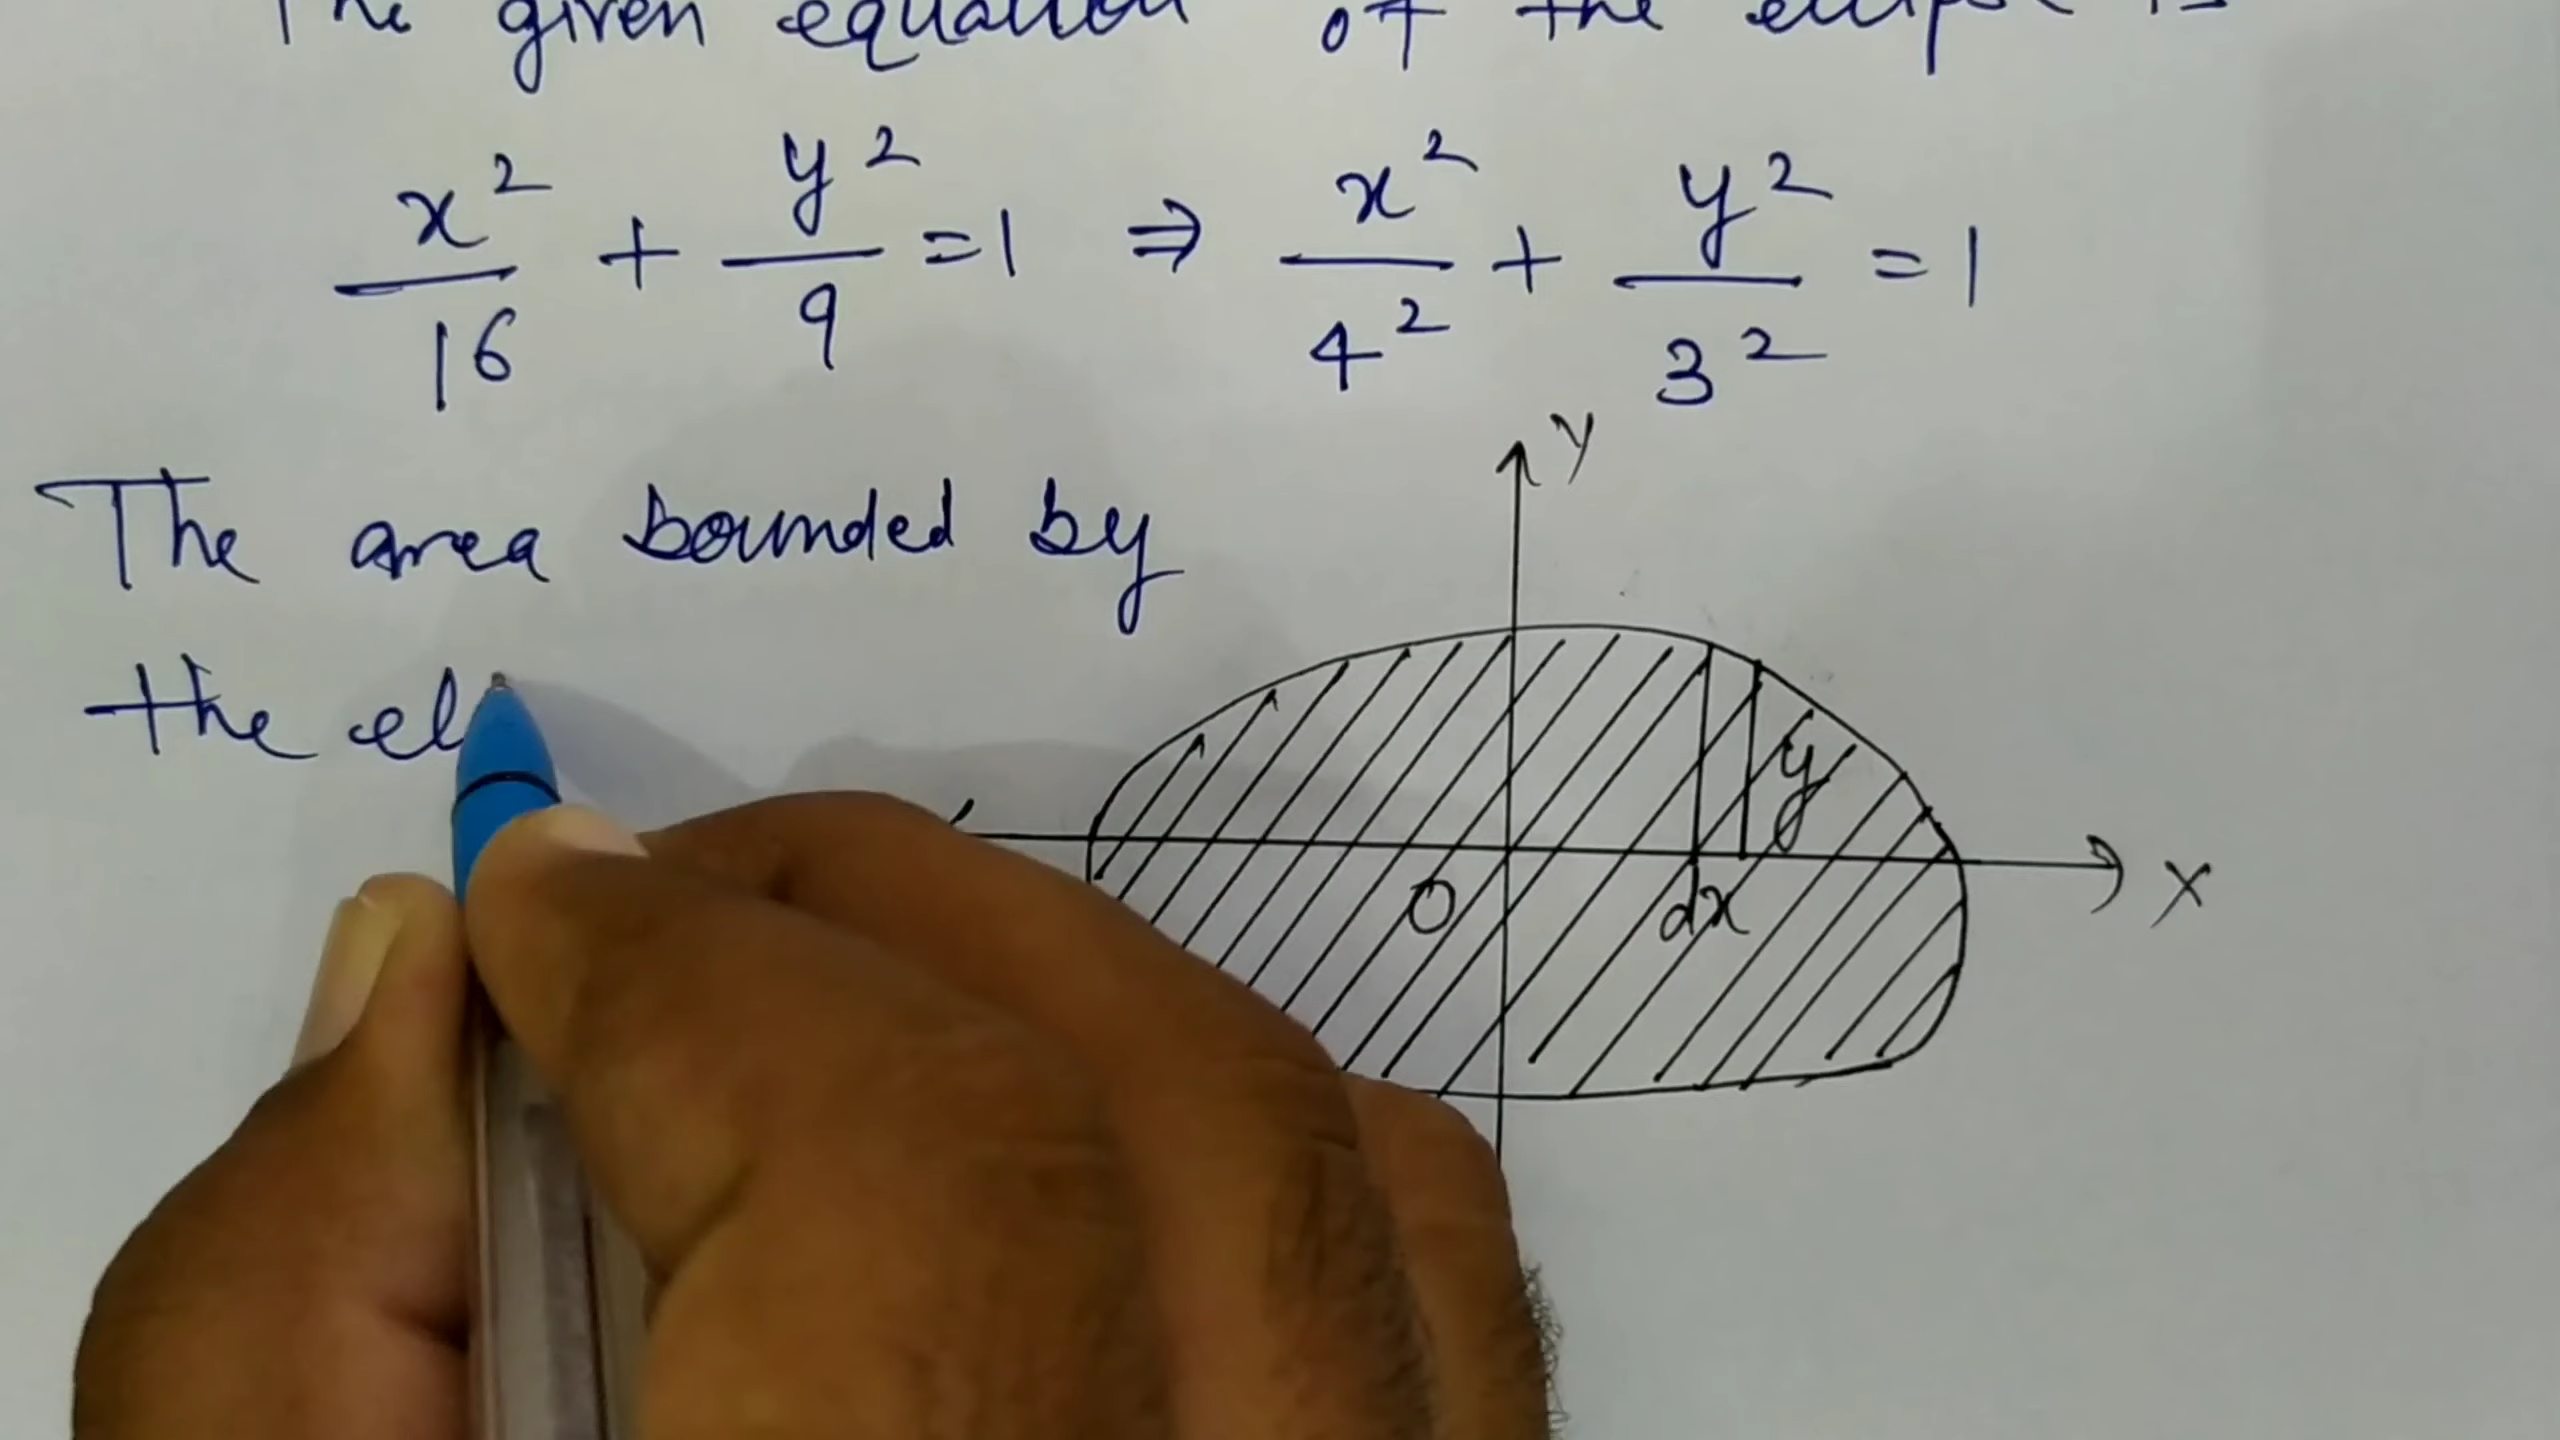 The given equation of the ellipse is
x²/16 + y²/9 = 1 ⇒ x²/4² + y²/3² = 1
The area bounded by
the el
y
y
O
dx
x